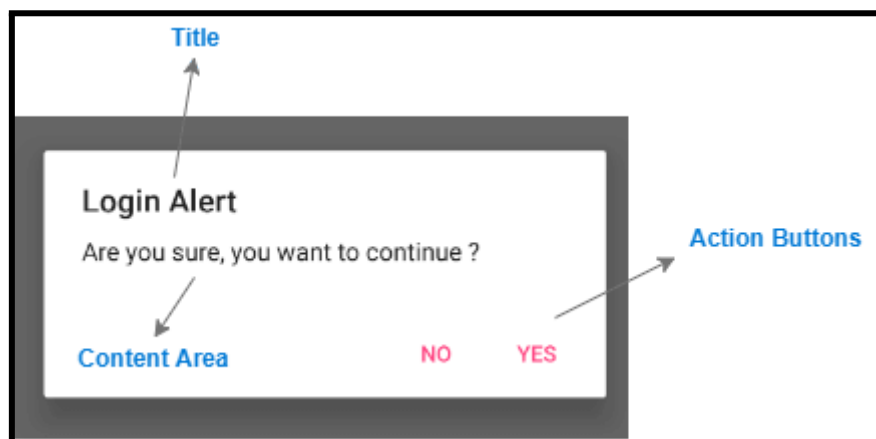 Title
Login Alert
Are you sure, you want to continue ?
Action Buttons
Content Area
NO
YES